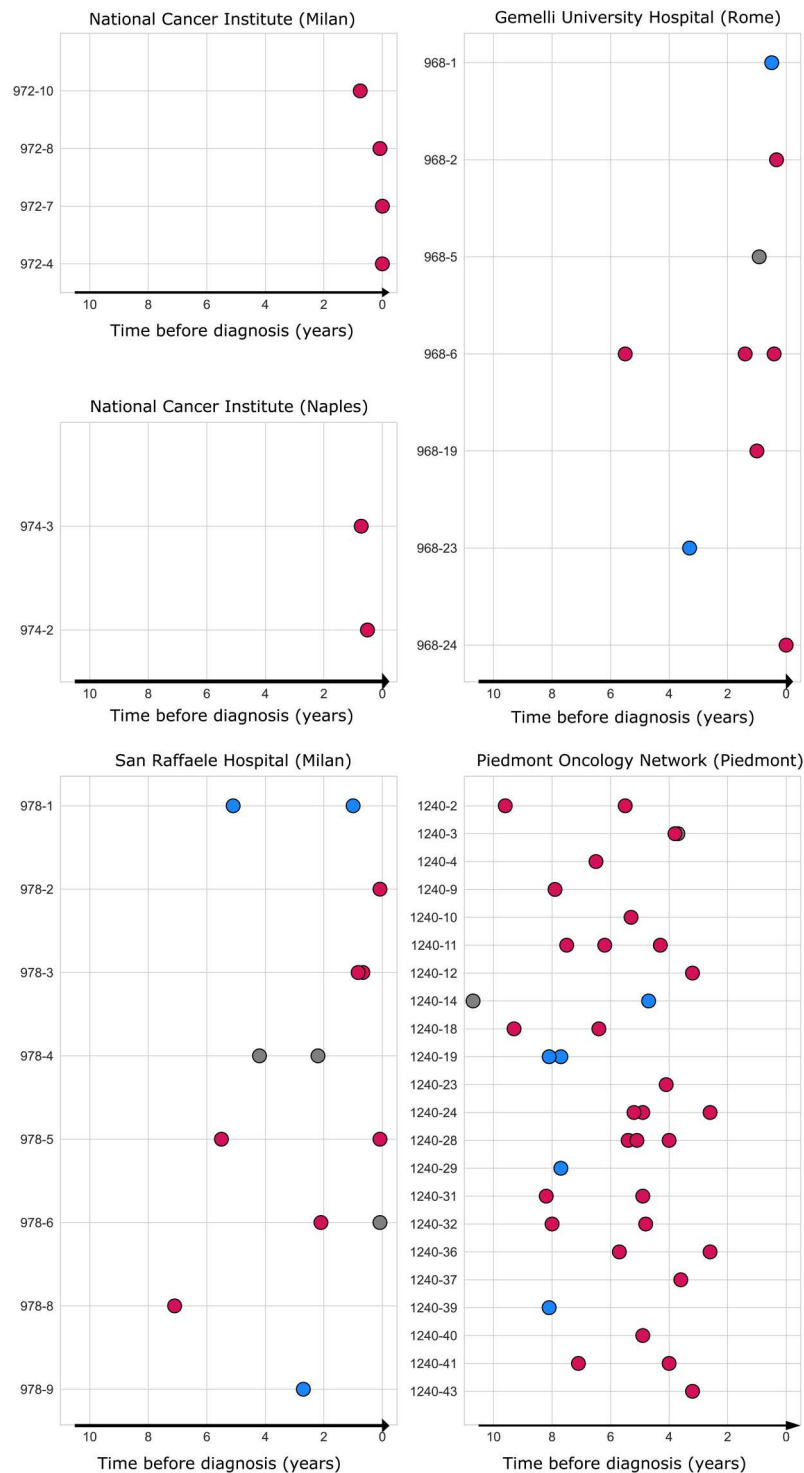 National Cancer Institute (Milan)
972-10
972-8
972-7
972-4
10 8 6 4 2 0
Time before diagnosis (years)
National Cancer Institute (Naples)
974-3
974-2
10 8 6 4 2 0
Time before diagnosis (years)
Gemelli University Hospital (Rome)
968-1
968-2
968-5
968-6
968-19
968-23
968-24
10 8 6 4 2 0
Time before diagnosis (years)
San Raffaele Hospital (Milan)
978-1
978-2
978-3
978-4
978-5
978-6
978-8
978-9
10 8 6 4 2 0
Time before diagnosis (years)
Piedmont Oncology Network (Piedmont)
1240-2
1240-3
1240-4
1240-9
1240-10
1240-11
1240-12
1240-14
1240-18
1240-19
1240-23
1240-24
1240-28
1240-29
1240-31
1240-32
1240-36
1240-37
1240-39
1240-40
1240-41
1240-43
10 8 6 4 2 0
Time before diagnosis (years)